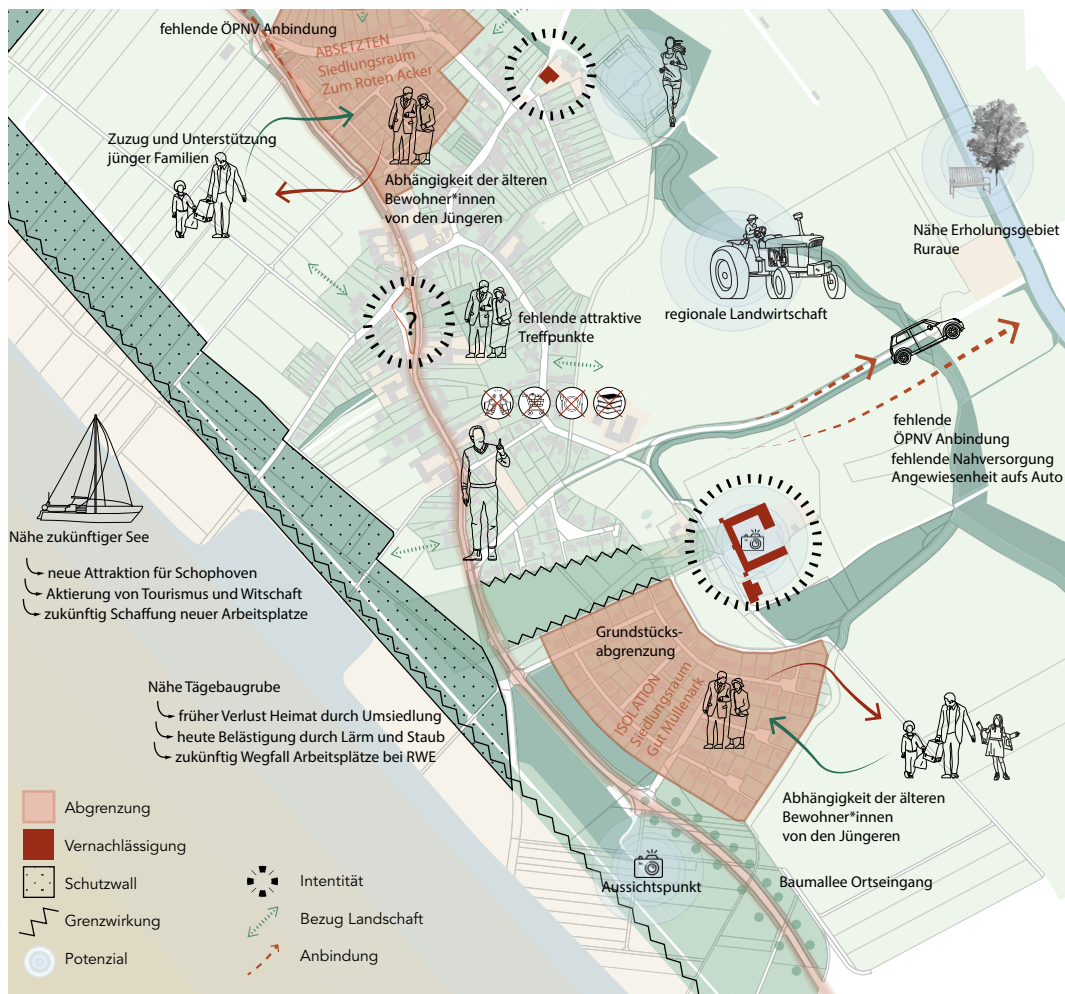 fehlende ÖPNV Anbindung
ABSETZTEN
Siedlungsraum
Zum Roten Acker
Zuzug und Unterstützung
jünger Familien
Abhängigkeit der älteren
Bewohner*innen
von den Jüngeren
Nähe Erholungsgebiet
Ruraue
regionale Landwirtschaft
?
fehlende attraktive
Treffpunkte
fehlende
ÖPNV Anbindung
fehlende Nahversorgung
Angewiesenheit aufs Auto
Nähe zukünftiger See
neue Attraktion für Schophoven
Aktierung von Tourismus und Witschaft
zukünftig Schaffung neuer Arbeitsplatze
Grundstücks-
abgrenzung
ISOLATION
Siedlungsraum
Gut Müllenark
Nähe Tägebaugrube
früher Verlust Heimat durch Umsiedlung
heute Belästigung durch Lärm und Staub
zukünftig Wegfall Arbeitsplätze bei RWE
Abhängigkeit der älteren
Bewohner*innen
von den Jüngeren
Aussichtspunkt
Baumallee Ortseingang
Abgrenzung
Vernachlässigung
Schutzwall
Grenzwirkung
Potenzial
Intentität
Bezug Landschaft
Anbindung